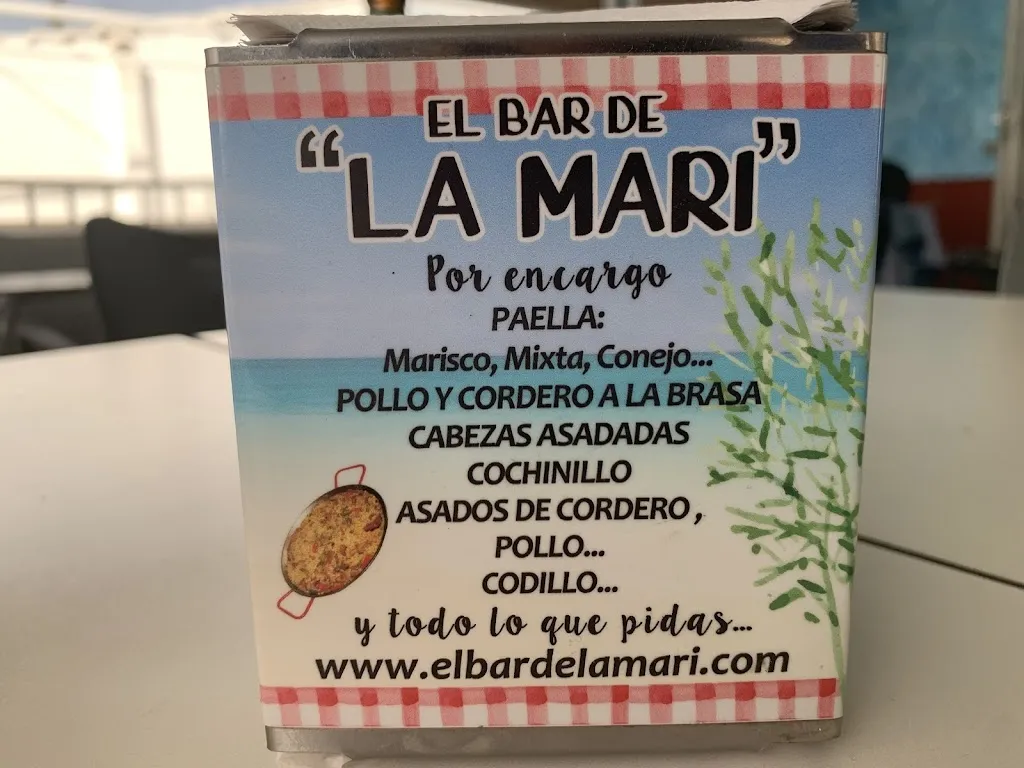 EL BAR DE
“LA MARI”
Por encargo
PAELLA:
Marisco, Mixta, Conejo...
POLLO Y CORDERO A LA BRASA
CABEZAS ASADADAS
COCHINILLO
ASADOS DE CORDERO ,
POLLO...
CODILLO...
y todo lo que pidas...
www.elbardelamari.com